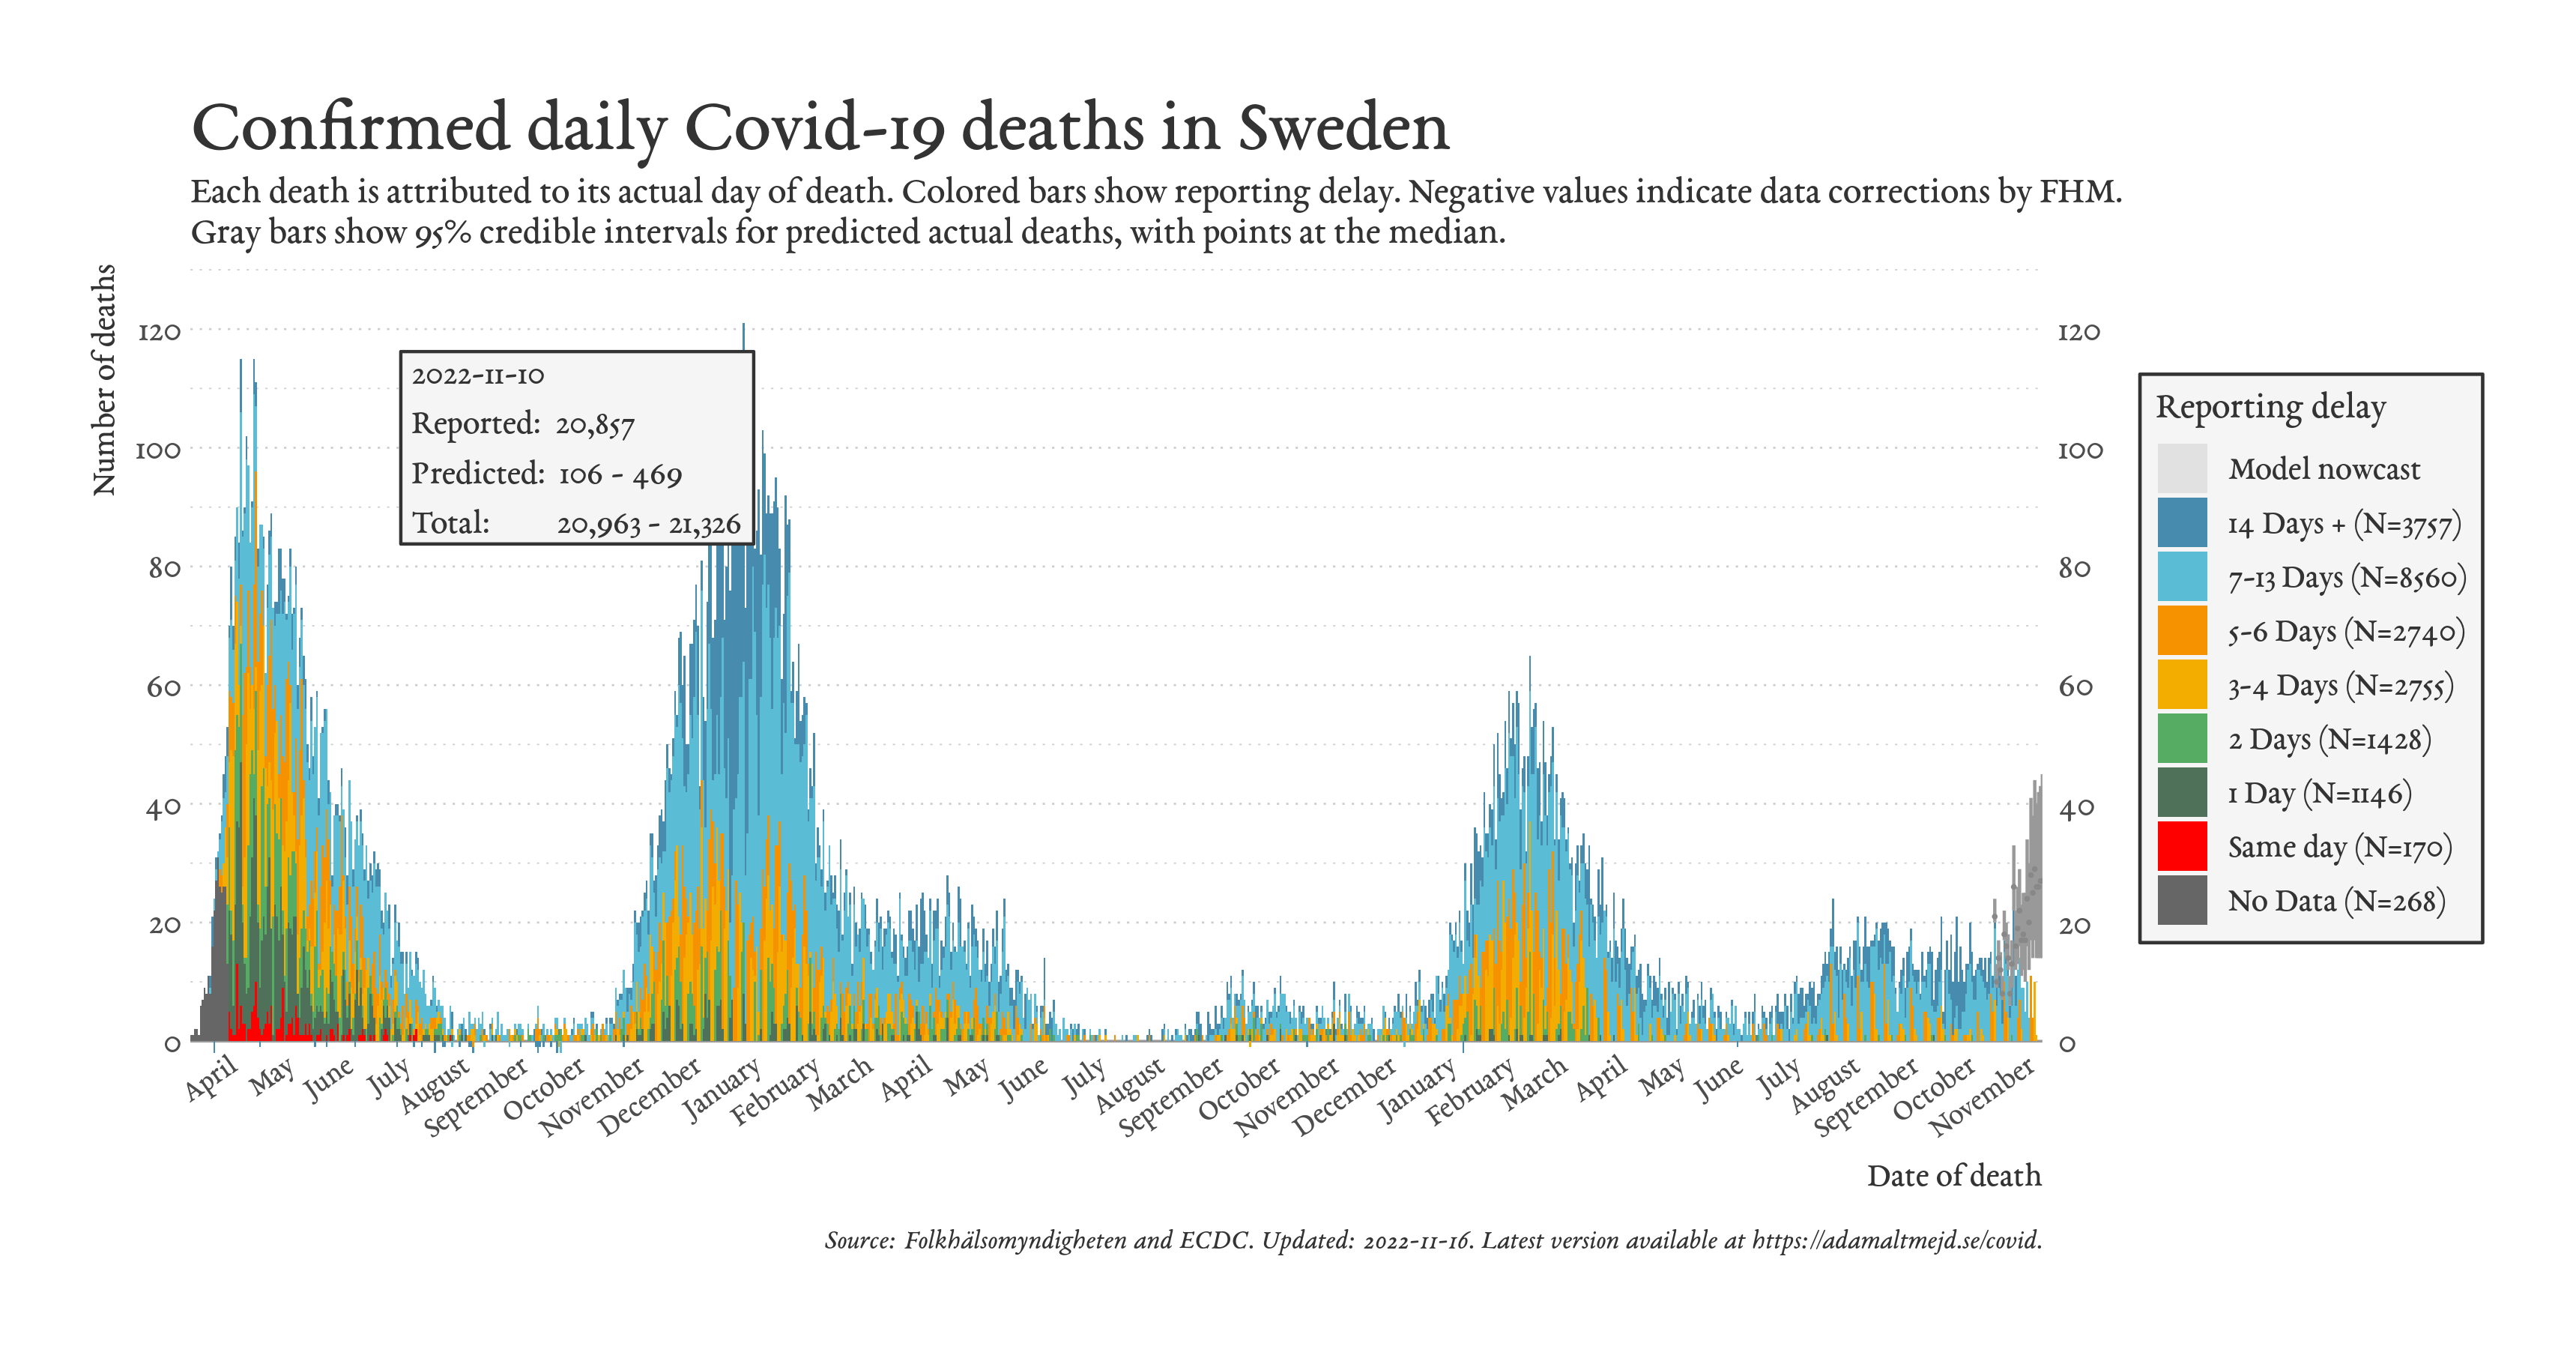 Confirmed daily Covid-19 deaths in Sweden
Each death is attributed to its actual day of death. Colored bars show reporting delay. Negative values indicate data corrections by FHM.
Gray bars show 95% credible intervals for predicted actual deaths, with points at the median.
Number of deaths
120
100
80
60
40
20
0
2022-11-10
Reported: 20,857
Predicted: 106 - 469
Total: 20,963 - 21,326
120
100
80
60
40
20
0
Reporting delay
Model nowcast
14 Days + (N=3757)
7-13 Days (N=8560)
5-6 Days (N=2740)
3-4 Days (N=2755)
2 Days (N=1428)
1 Day (N=1146)
Same day (N=170)
No Data (N=268)
April
May
June
July
August
September
October
November
December
January
February
March
April
May
June
July
August
September
October
November
December
January
February
March
April
May
June
July
August
September
October
November
Date of death
Source: Folkhälsomyndigheten and ECDC. Updated: 2022-11-16. Latest version available at https://adamaltmejd.se/covid.